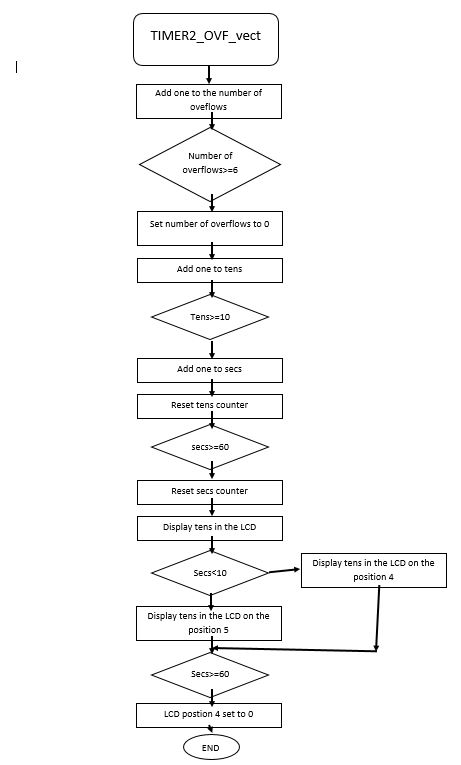 TIMER2_OVF_vect
Add one to the number of
oveflows
Number of
overflows>=6
Set number of overflows to 0
Add one to tens
Tens>=10
Add one to secs
Reset tens counter
secs>=60
Reset secs counter
Display tens in the LCD
Secs<10
Display tens in the LCD on the
position 4
Display tens in the LCD on the
position 5
Secs>=60
LCD postion 4 set to 0
END